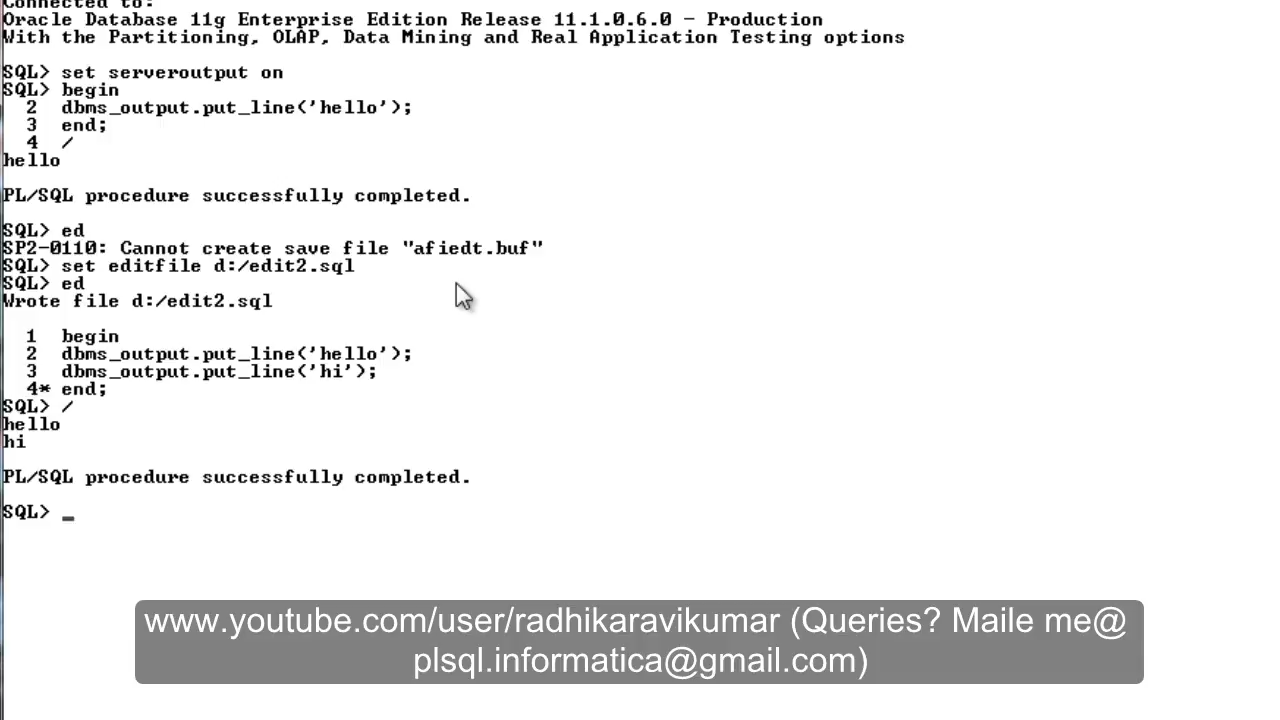 Connected to:
Oracle Database 11g Enterprise Edition Release 11.1.0.6.0 - Production
With the Partitioning, OLAP, Data Mining and Real Application Testing options
SQL> set serveroutput on
SQL> begin
2 dbms_output.put_line('hello');
3 end;
4 /
hello
PL/SQL procedure successfully completed.
SQL> ed
SP2-0110: Cannot create save file "afiedt.buf"
SQL> set editfile d:/edit2.sql
SQL> ed
Wrote file d:/edit2.sql
1 begin
2 dbms_output.put_line('hello');
3 dbms_output.put_line('hi');
4* end;
SQL> /
hello
hi
PL/SQL procedure successfully completed.
SQL> _
www.youtube.com/user/radhikaravikumar (Queries? Maile me@
plsql.informatica@gmail.com)